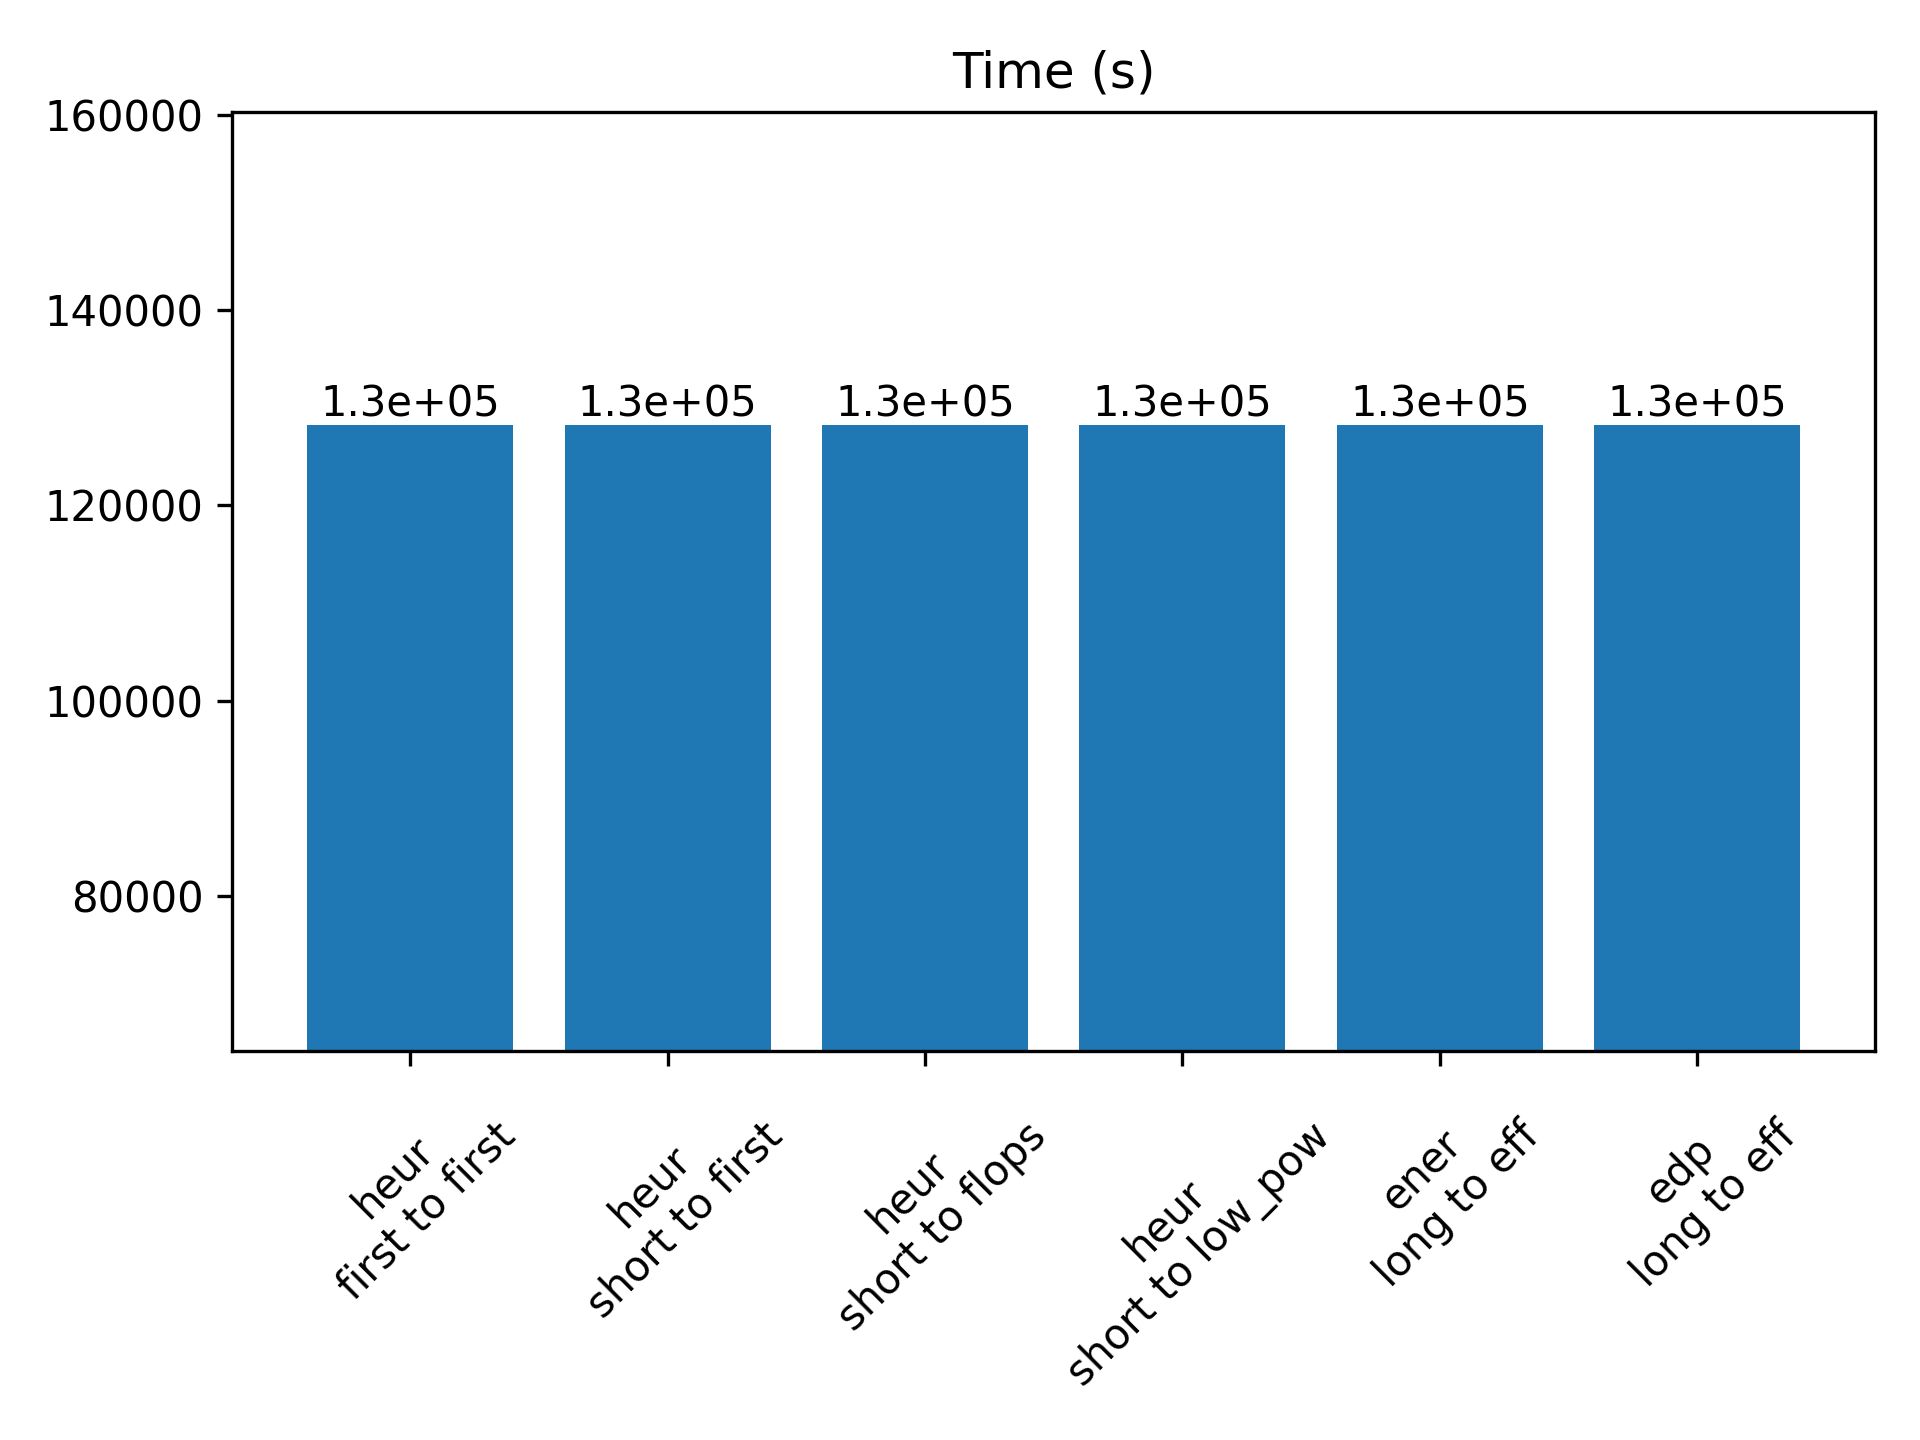 Time (s)
160000
140000
120000
100000
80000
1.3e+05
1.3e+05
1.3e+05
1.3e+05
1.3e+05
1.3e+05
heur
first to first
heur
short to first
heur
short to flops
heur
short to low_pow
ener
long to eff
edp
long to eff